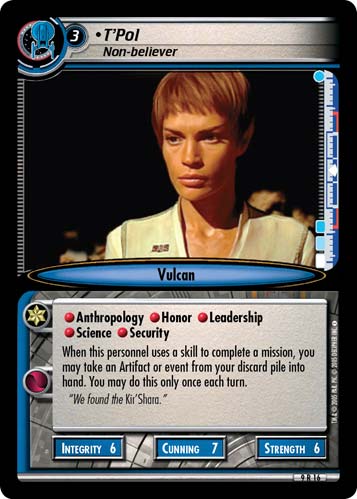 3
•T'Pol
Non-believer
Vulcan
Anthropology Honor Leadership
Science Security
When this personnel uses a skill to complete a mission, you
may take an Artifact or event from your discard pile into
hand. You may do this only once each turn.
"We found the Kir'Shara."
INTEGRITY 6 CUNNING 7 STRENGTH 6
9 R 16